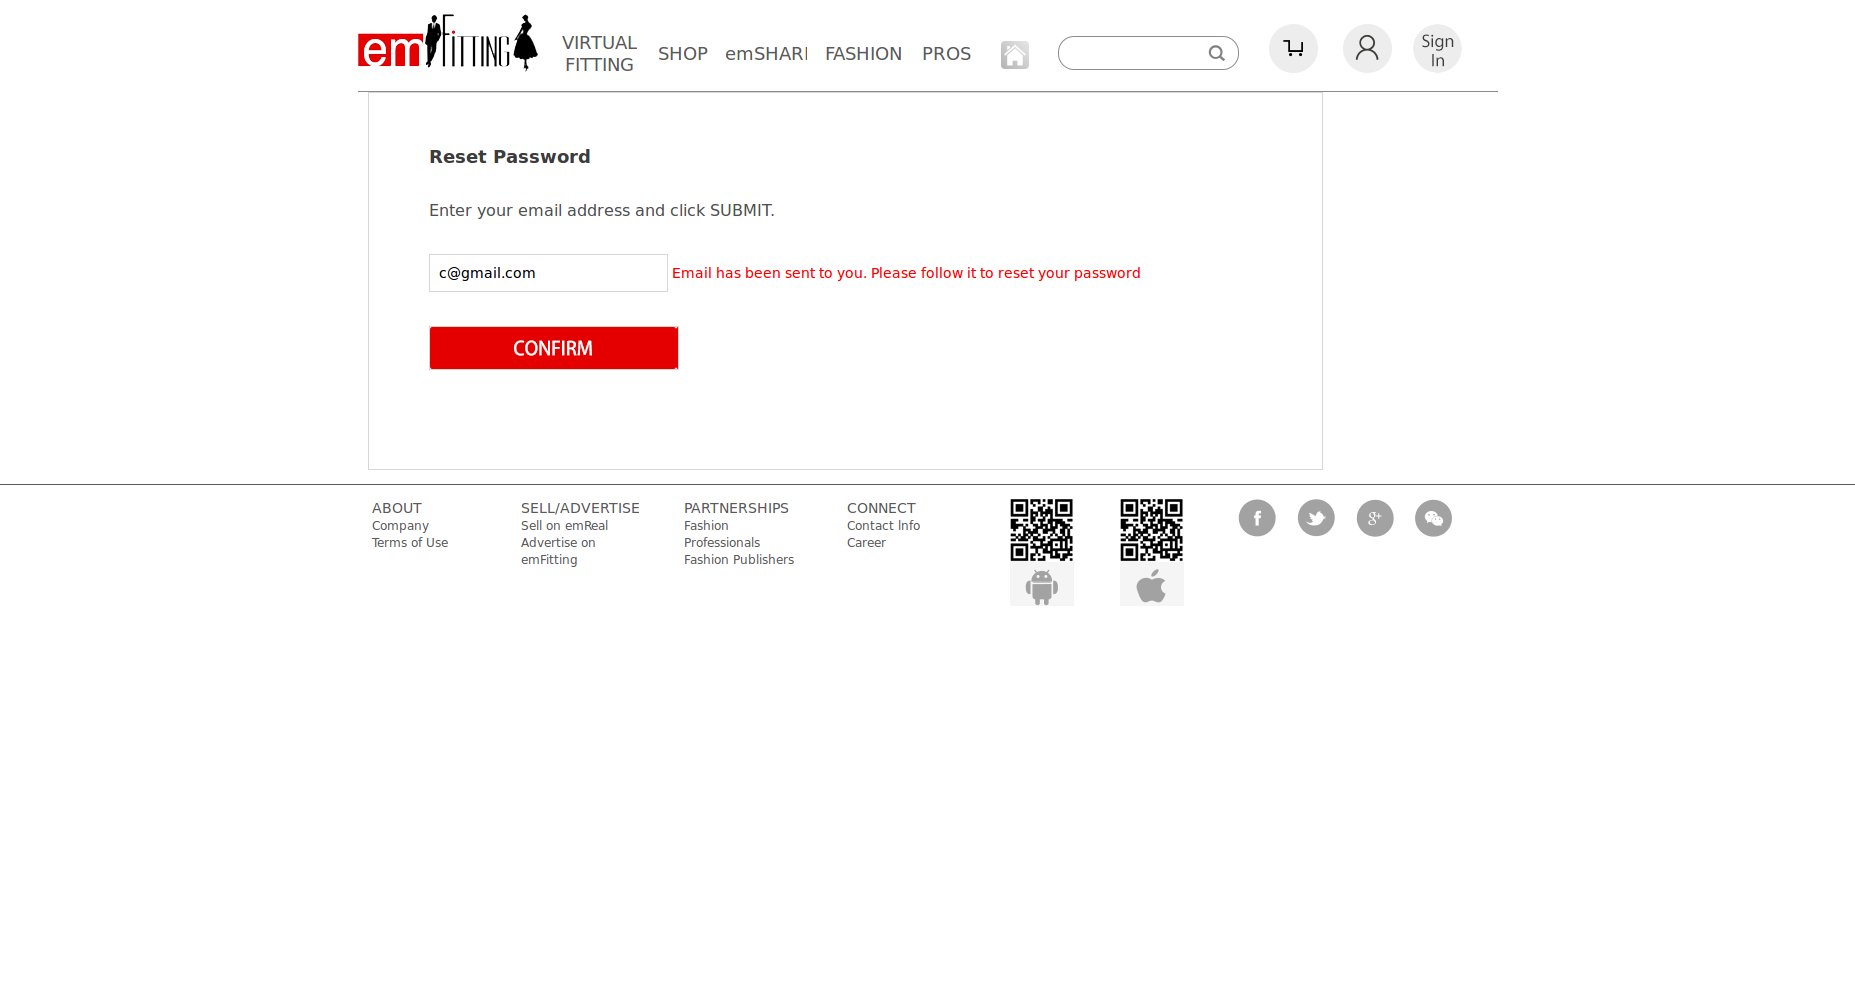 emFITTING
VIRTUAL
FITTING
SHOP
emSHARI
FASHION
PROS
Sign
In
Reset Password
Enter your email address and click SUBMIT.
c@gmail.com
Email has been sent to you. Please follow it to reset your password
CONFIRM
ABOUT
Company
Terms of Use
SELL/ADVERTISE
Sell on emReal
Advertise on
emFitting
PARTNERSHIPS
Fashion
Professionals
Fashion Publishers
CONNECT
Contact Info
Career
f
g+